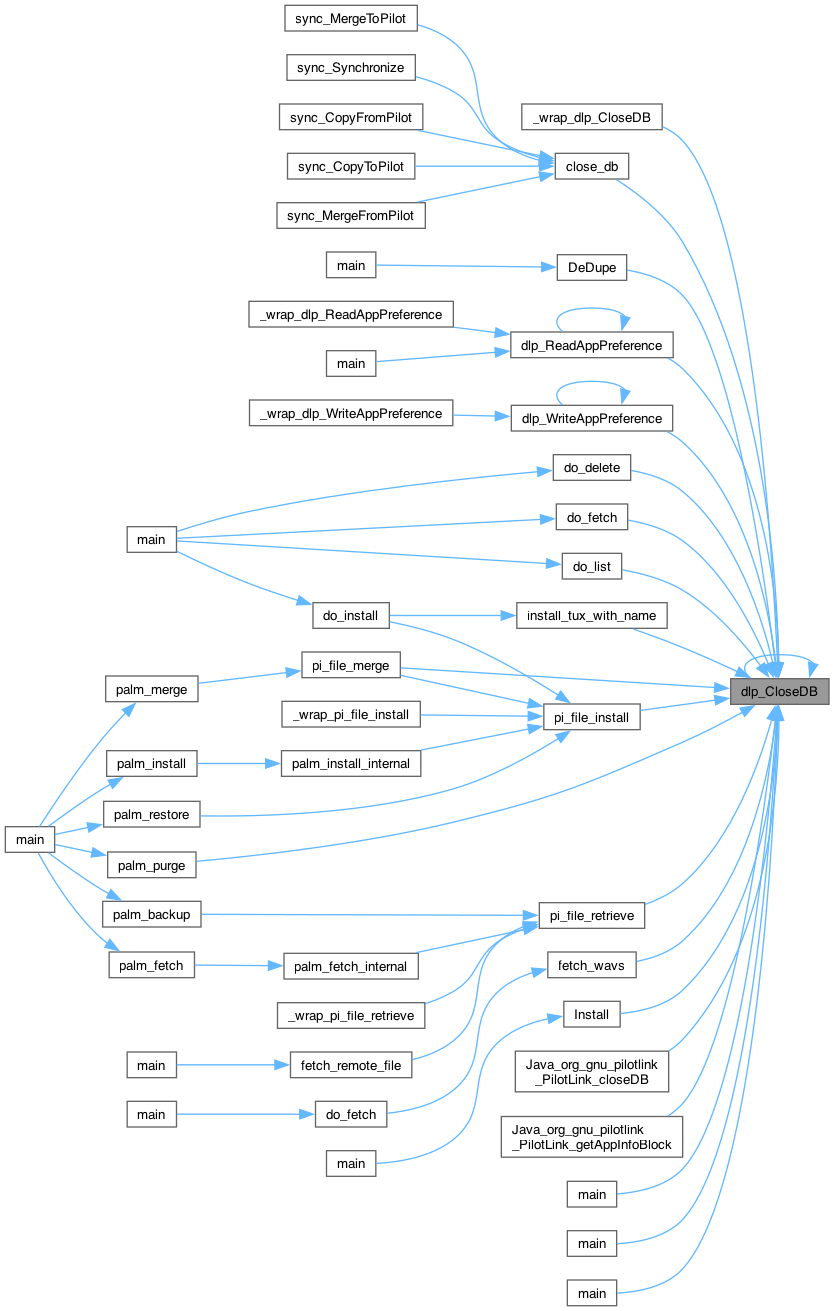 sync_MergeToPilot
sync_Synchronize
_wrap_dlp_CloseDB
sync_CopyFromPilot
sync_CopyToPilot
close_db
sync_MergeFromPilot
main
DeDupe
_wrap_dlp_ReadAppPreference
dlp_ReadAppPreference
main
_wrap_dlp_WriteAppPreference
dlp_WriteAppPreference
do_delete
do_fetch
main
do_list
do_install
install_tux_with_name
pi_file_merge
palm_merge
dlp_CloseDB
_wrap_pi_file_install
pi_file_install
palm_install
palm_install_internal
palm_restore
main
palm_purge
palm_backup
pi_file_retrieve
palm_fetch
palm_fetch_internal
fetch_wavs
_wrap_pi_file_retrieve
Install
main
fetch_remote_file
Java_org_gnu_pilotlink
_PilotLink_closeDB
main
do_fetch
Java_org_gnu_pilotlink
_PilotLink_getAppInfoBlock
main
main
main
main